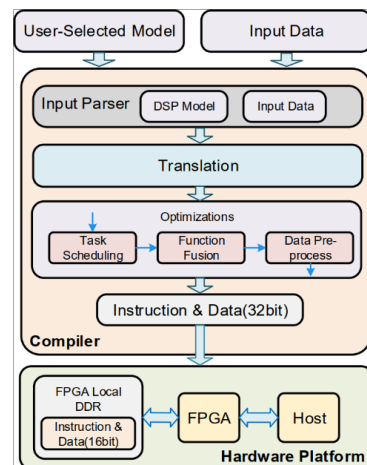 User-Selected Model
Input Data
Input Parser
DSP Model
Input Data
Translation
Optimizations
Task
Scheduling
Function
Fusion
Data Pre-
process
Instruction & Data(32bit)
Compiler
FPGA Local
DDR
Instruction &
Data(16bit)
FPGA
Host
Hardware Platform